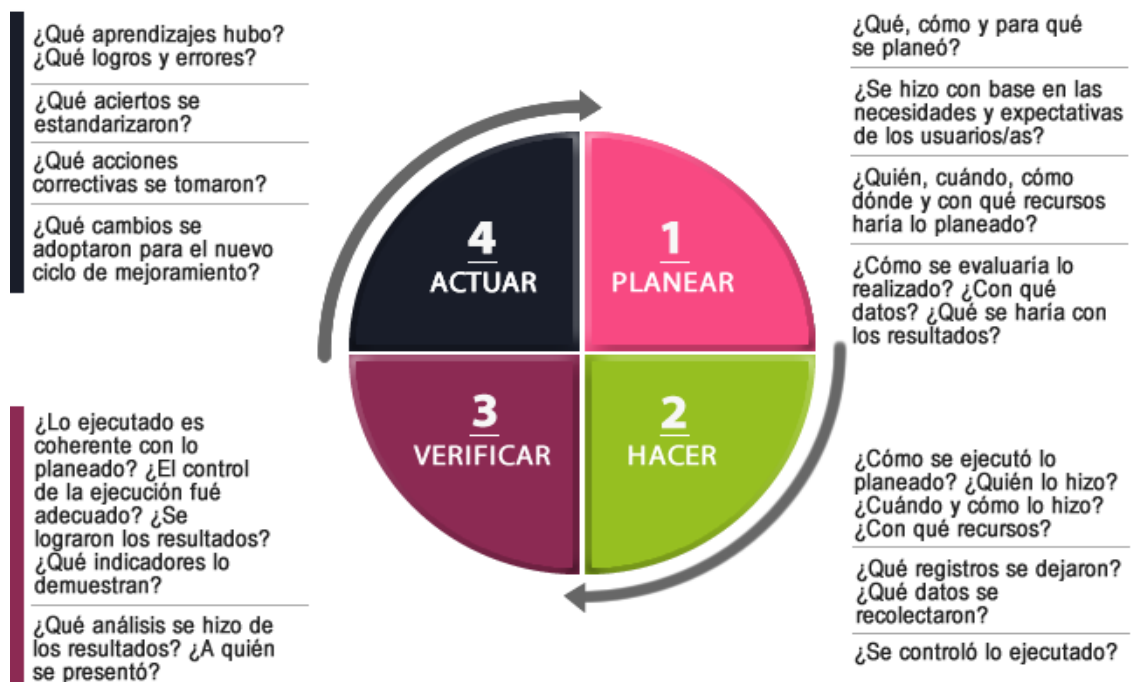 ¿Qué aprendizajes hubo?
¿Qué logros y errores?
¿Qué aciertos se
estandarizaron?
¿Qué acciones
correctivas se tomaron?
¿Qué cambios se
adoptaron para el nuevo
ciclo de mejoramiento?
¿Qué, cómo y para qué
se planeó?
¿Se hizo con base en las
necesidades y expectativas
de los usuarios/as?
¿Quién, cuándo, cómo
dónde y con qué recursos
haría lo planeado?
¿Cómo se evaluaría lo
realizado? ¿Con qué
datos? ¿Qué se haría con
los resultados?
4
ACTUAR
1
PLANEAR
3
VERIFICAR
2
HACER
¿Lo ejecutado es
coherente con lo
planeado? ¿El control
de la ejecución fué
adecuado? ¿Se
lograron los resultados?
¿Qué indicadores lo
demuestran?
¿Qué análisis se hizo de
los resultados? ¿A quién
se presentó?
¿Cómo se ejecutó lo
planeado? ¿Quién lo hizo?
¿Cuándo y cómo lo hizo?
¿Con qué recursos?
¿Qué registros se dejaron?
¿Qué datos se
recolectaron?
¿Se controló lo ejecutado?